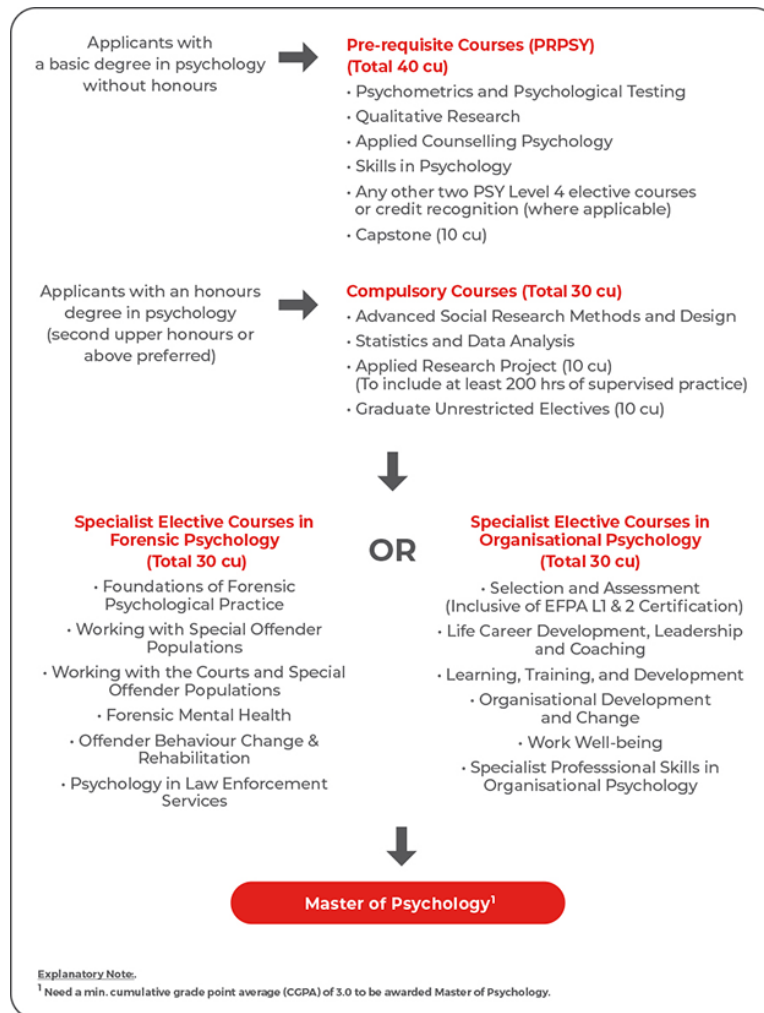 Applicants with
a basic degree in psychology
without honours
Pre-requisite Courses (PRPSY)
(Total 40 cu)
• Psychometrics and Psychological Testing
• Qualitative Research
• Applied Counselling Psychology
• Skills in Psychology
• Any other two PSY Level 4 elective courses
or credit recognition (where applicable)
• Capstone (10 cu)
Applicants with an honours
degree in psychology
(second upper honours or
above preferred)
Compulsory Courses (Total 30 cu)
• Advanced Social Research Methods and Design
• Statistics and Data Analysis
• Applied Research Project (10 cu)
(To include at least 200 hrs of supervised practice)
• Graduate Unrestricted Electives (10 cu)
Specialist Elective Courses in
Forensic Psychology
(Total 30 cu)
• Foundations of Forensic
Psychological Practice
• Working with Special Offender
Populations
• Working with the Courts and Special
Offender Populations
• Forensic Mental Health
• Offender Behaviour Change &
Rehabilitation
• Psychology in Law Enforcement
Services
OR
Specialist Elective Courses in
Organisational Psychology
(Total 30 cu)
• Selection and Assessment
(Inclusive of EFPA L1 & 2 Certification)
• Life Career Development, Leadership
and Coaching
• Learning, Training, and Development
• Organisational Development
and Change
• Work Well-being
• Specialist Professsional Skills in
Organisational Psychology
Master of Psychology¹
Explanatory Note:.
¹ Need a min. cumulative grade point average (CGPA) of 3.0 to be awarded Master of Psychology.